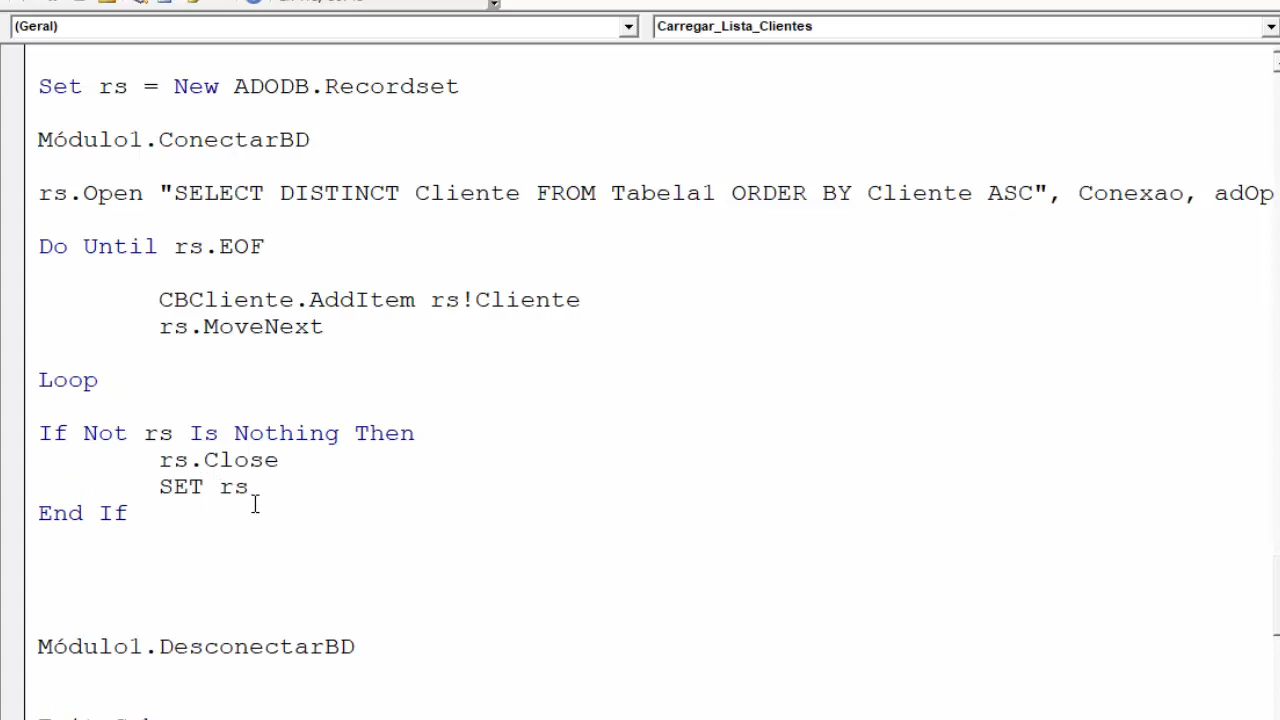 (Geral)
Carregar_Lista_Clientes
Set rs = New ADODB.Recordset
Módulo1.ConectarBD
rs.Open "SELECT DISTINCT Cliente FROM Tabela1 ORDER BY Cliente ASC", Conexao, adOp
Do Until rs.EOF
CBCliente.AddItem rs!Cliente
rs.MoveNext
Loop
If Not rs Is Nothing Then
rs.Close
SET rs
End If
Módulo1.DesconectarBD